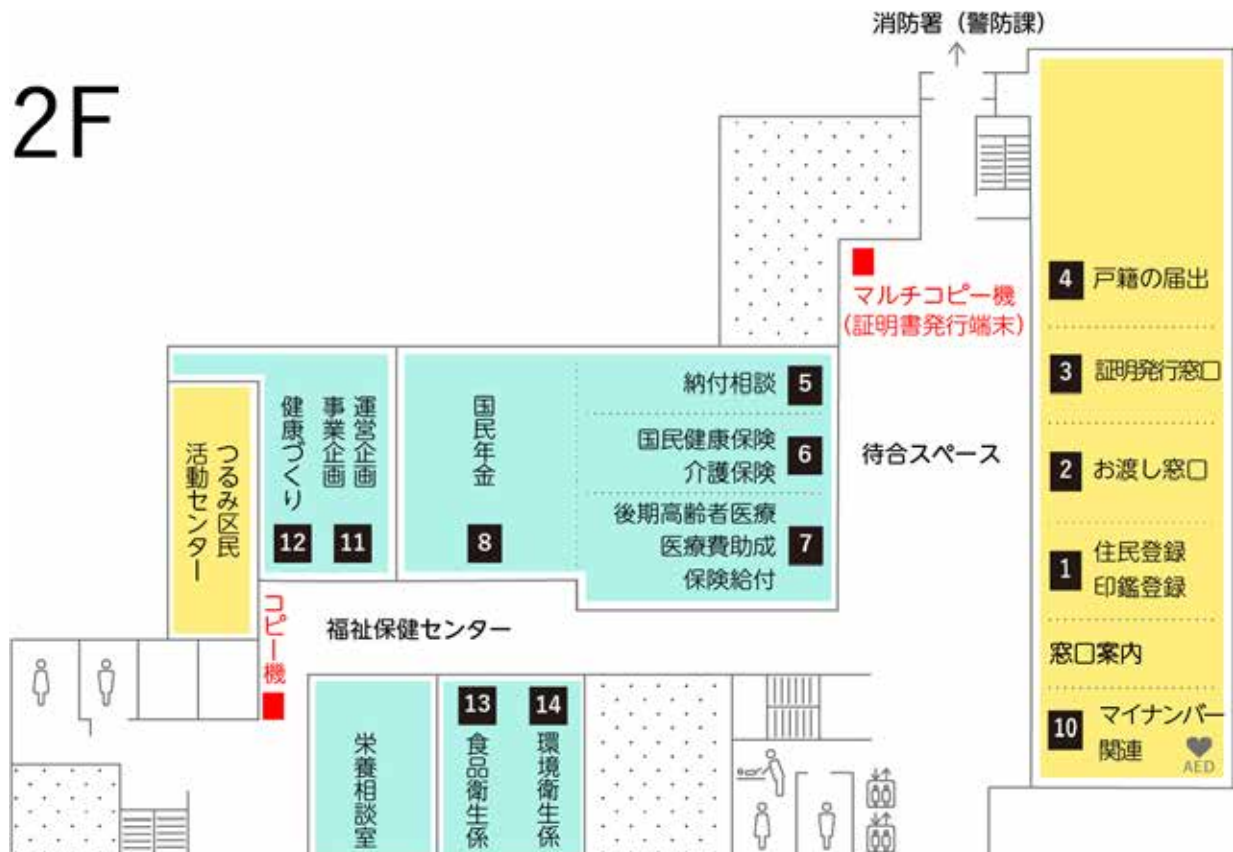 消防署（警防課）
2F
4 戸籍の届出
マルチコピー機
（証明書発行端末）
3 証明発行窓口
納付相談 5
国民健康保険
介護保険
6
待合スペース
2 お渡し窓口
後期高齢者医療
医療費助成
保険給付
7
国民年金
8
運営企画
事業企画
11
健康づくり
12
つるみ区民
活動センター
1
住民登録
印鑑登録
コピー機
福祉保健センター
窓口案内
10
マイナンバー
関連
AED
13
食品衛生係
14
環境衛生係
栄養相談室